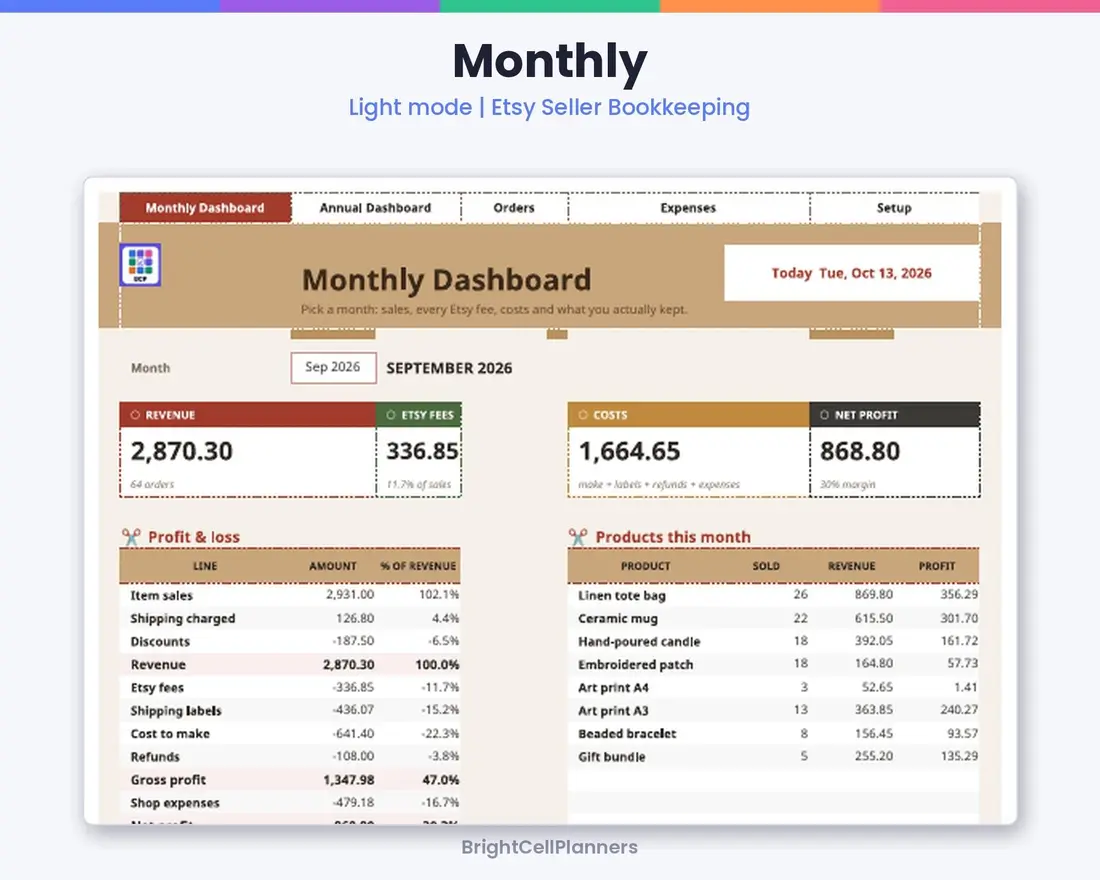 Monthly
Light mode | Etsy Seller Bookkeeping
Monthly Dashboard Annual Dashboard Orders Expenses Setup
Monthly Dashboard
Today Tue, Oct 13, 2026
Pick a month: sales, every Etsy fee, costs and what you actually kept.
Month Sep 2026 SEPTEMBER 2026
REVENUE ETSY FEES COSTS NET PROFIT
2,870.30 336.85 1,664.65 868.80
64 orders 11.7% of sales make + labels + refunds + expenses 30% margin
Profit & loss
LINE AMOUNT % OF REVENUE
Item sales 2,931.00 102.1%
Shipping charged 126.80 4.4%
Discounts -187.50 -6.5%
Revenue 2,870.30 100.0%
Etsy fees -336.85 -11.7%
Shipping labels -436.07 -15.2%
Cost to make -641.40 -22.3%
Refunds -108.00 -3.8%
Gross profit 1,347.98 47.0%
Shop expenses -479.18 -16.7%
Products this month
PRODUCT SOLD REVENUE PROFIT
Linen tote bag 26 869.80 356.29
Ceramic mug 22 615.50 301.70
Hand-poured candle 18 392.05 161.72
Embroidered patch 18 164.80 57.73
Art print A4 3 52.65 1.41
Art print A3 13 363.85 240.27
Beaded bracelet 8 156.45 93.57
Gift bundle 5 255.20 135.29
BrightCellPlanners